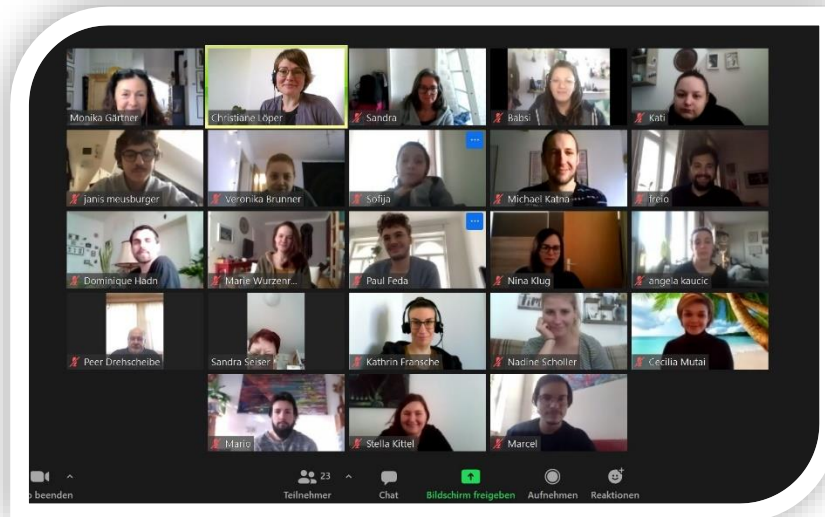 Monika Gärtner
Christiane Löper
Sandra
Babsi
Kati
janis meusburger
Veronika Brunner
Sofija
Michael Katna
freio
Dominique Hadn
Marie Wurzenr...
Paul Feda
Nina Klug
angela kaucic
Peer Drehscheibe
Sandra Seiser
Kathrin Fransche
Nadine Scholler
Cecilia Mutai
Mario
Stella Kittel
Marcel
23
beenden
Teilnehmer
Chat
Bildschirm freigeben
Aufnehmen
Reaktionen